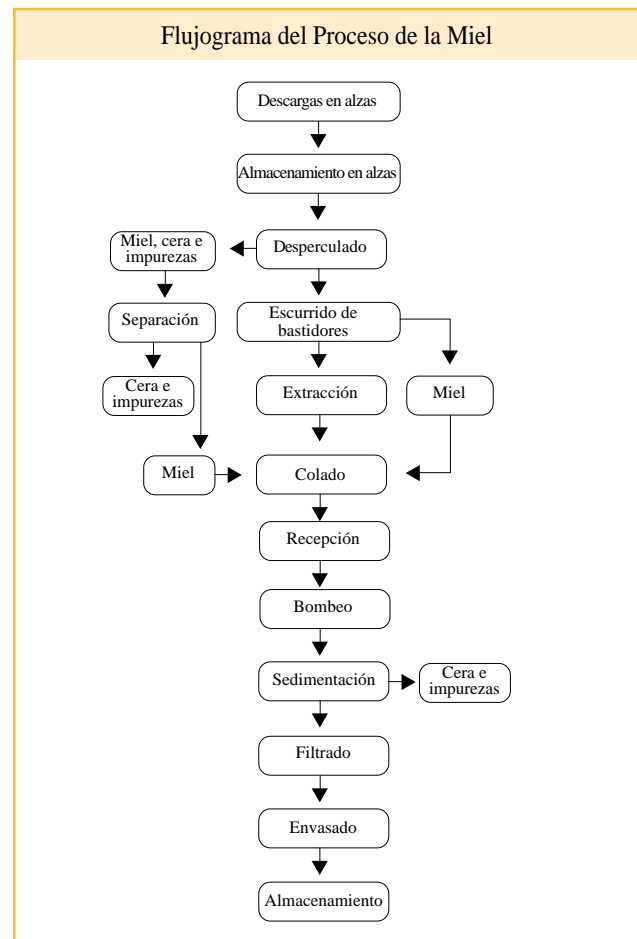 Flujograma del Proceso de la Miel
Descargas en alzas
Almacenamiento en alzas
Miel, cera e
impurezas
Desperculado
Separación
Escurrido de
bastidores
Cera e
impurezas
Extracción
Miel
Miel
Colado
Recepción
Bombeo
Sedimentación
Cera e
impurezas
Filtrado
Envasado
Almacenamiento